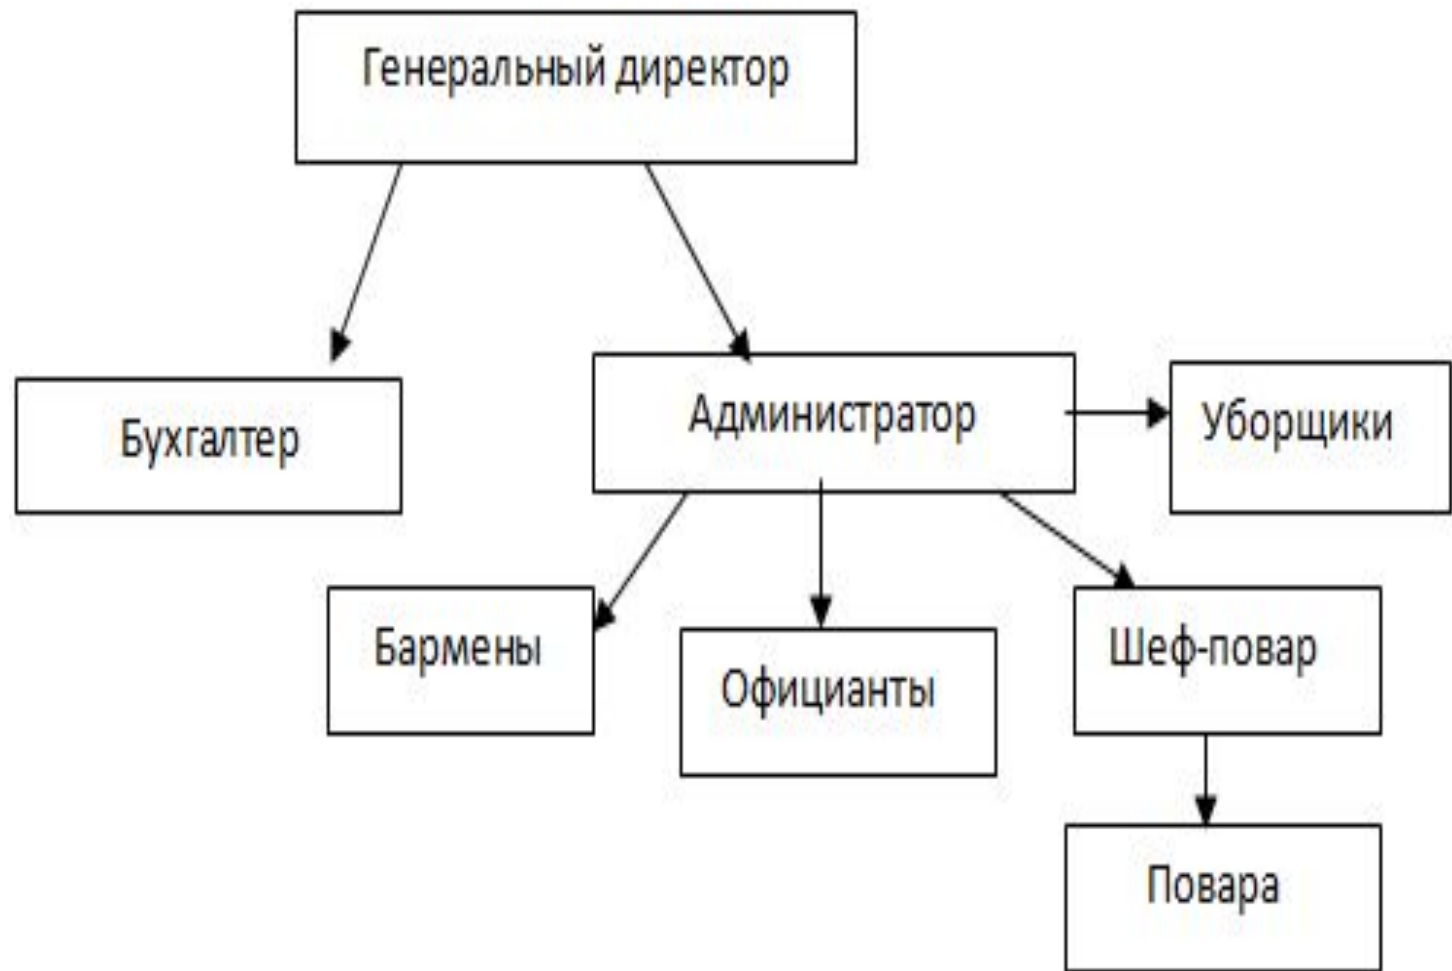 Генеральный директор
Бухгалтер
Администратор
Уборщики
Бармены
Официанты
Шеф-повар
Повара